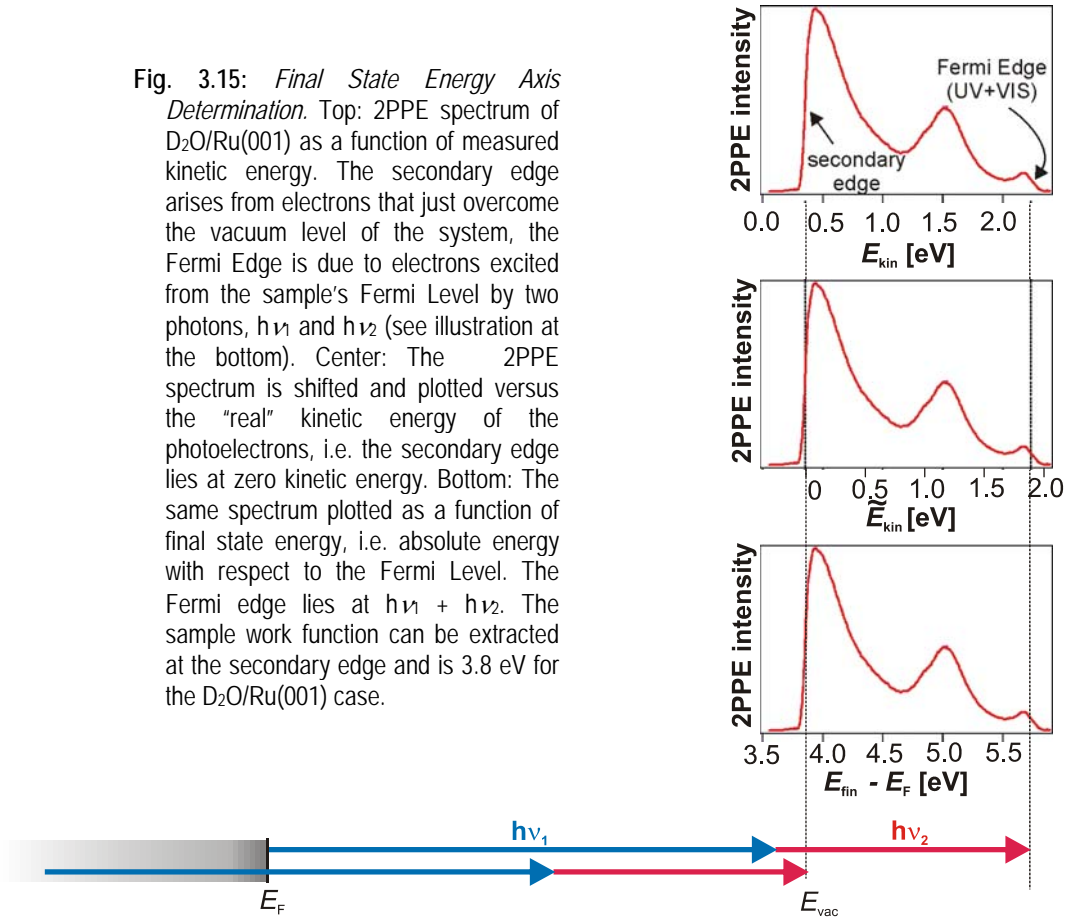 Fig. 3.15: Final State Energy Axis
Determination. Top: 2PPE spectrum of
D₂O/Ru(001) as a function of measured
kinetic energy. The secondary edge
arises from electrons that just overcome
the vacuum level of the system, the
Fermi Edge is due to electrons excited
from the sample's Fermi Level by two
photons, hν₁ and hν₂ (see illustration at
the bottom). Center: The 2PPE
spectrum is shifted and plotted versus
the "real" kinetic energy of the
photoelectrons, i.e. the secondary edge
lies at zero kinetic energy. Bottom: The
same spectrum plotted as a function of
final state energy, i.e. absolute energy
with respect to the Fermi Level. The
Fermi edge lies at hν₁ + hν₂. The
sample work function can be extracted
at the secondary edge and is 3.8 eV for
the D₂O/Ru(001) case.
2PPE intensity
Fermi Edge
(UV+VIS)
secondary
edge
0.0 0.5 1.0 1.5 2.0
E_kin [eV]
2PPE intensity
0 0.5 1.0 1.5 2.0
Ẽ_kin [eV]
2PPE intensity
3.5 4.0 4.5 5.0 5.5
E_fin - E_F [eV]
hν₁ hν₂
E_F E_vac